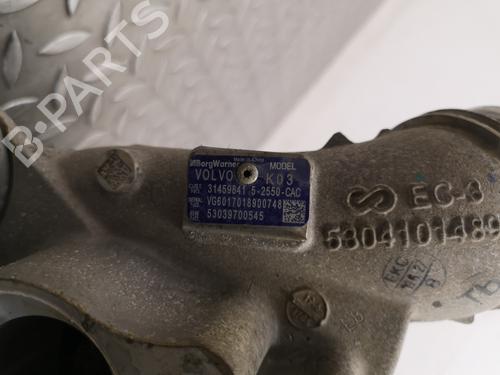 B-PARTS
BorgWarner
Made in China
MODEL
VOLVO K03
31459841 5-2550-CAC
VG6017018900748
53039700545
EC-3
5304101489